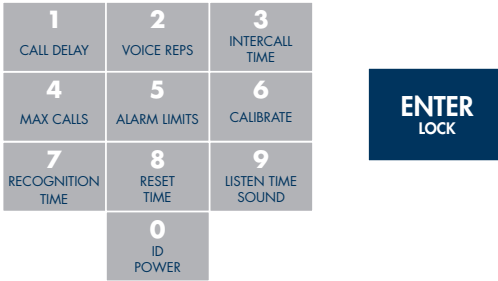 1
CALL DELAY
2
VOICE REPS
3
INTERCALL
TIME
4
MAX CALLS
5
ALARM LIMITS
6
CALIBRATE
7
RECOGNITION
TIME
8
RESET
TIME
9
LISTEN TIME
SOUND
0
ID
POWER
ENTER
LOCK